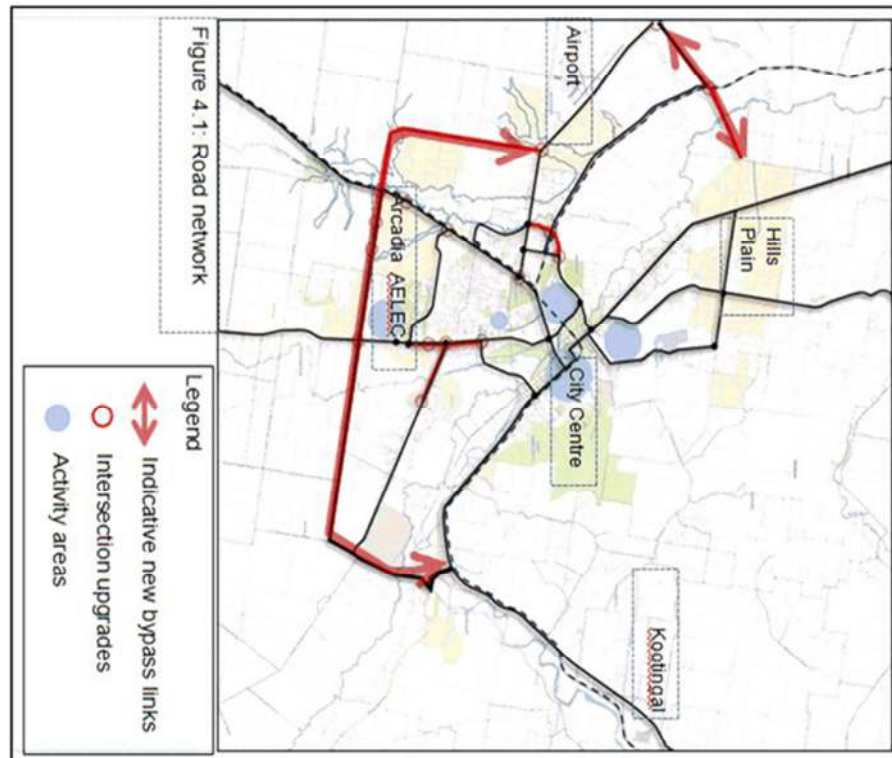 Figure 4.1: Road network
Airport
Hills
Plain
City Centre
Arcadia AELEC
Kootingal
Legend
Indicative new bypass links
Intersection upgrades
Activity areas